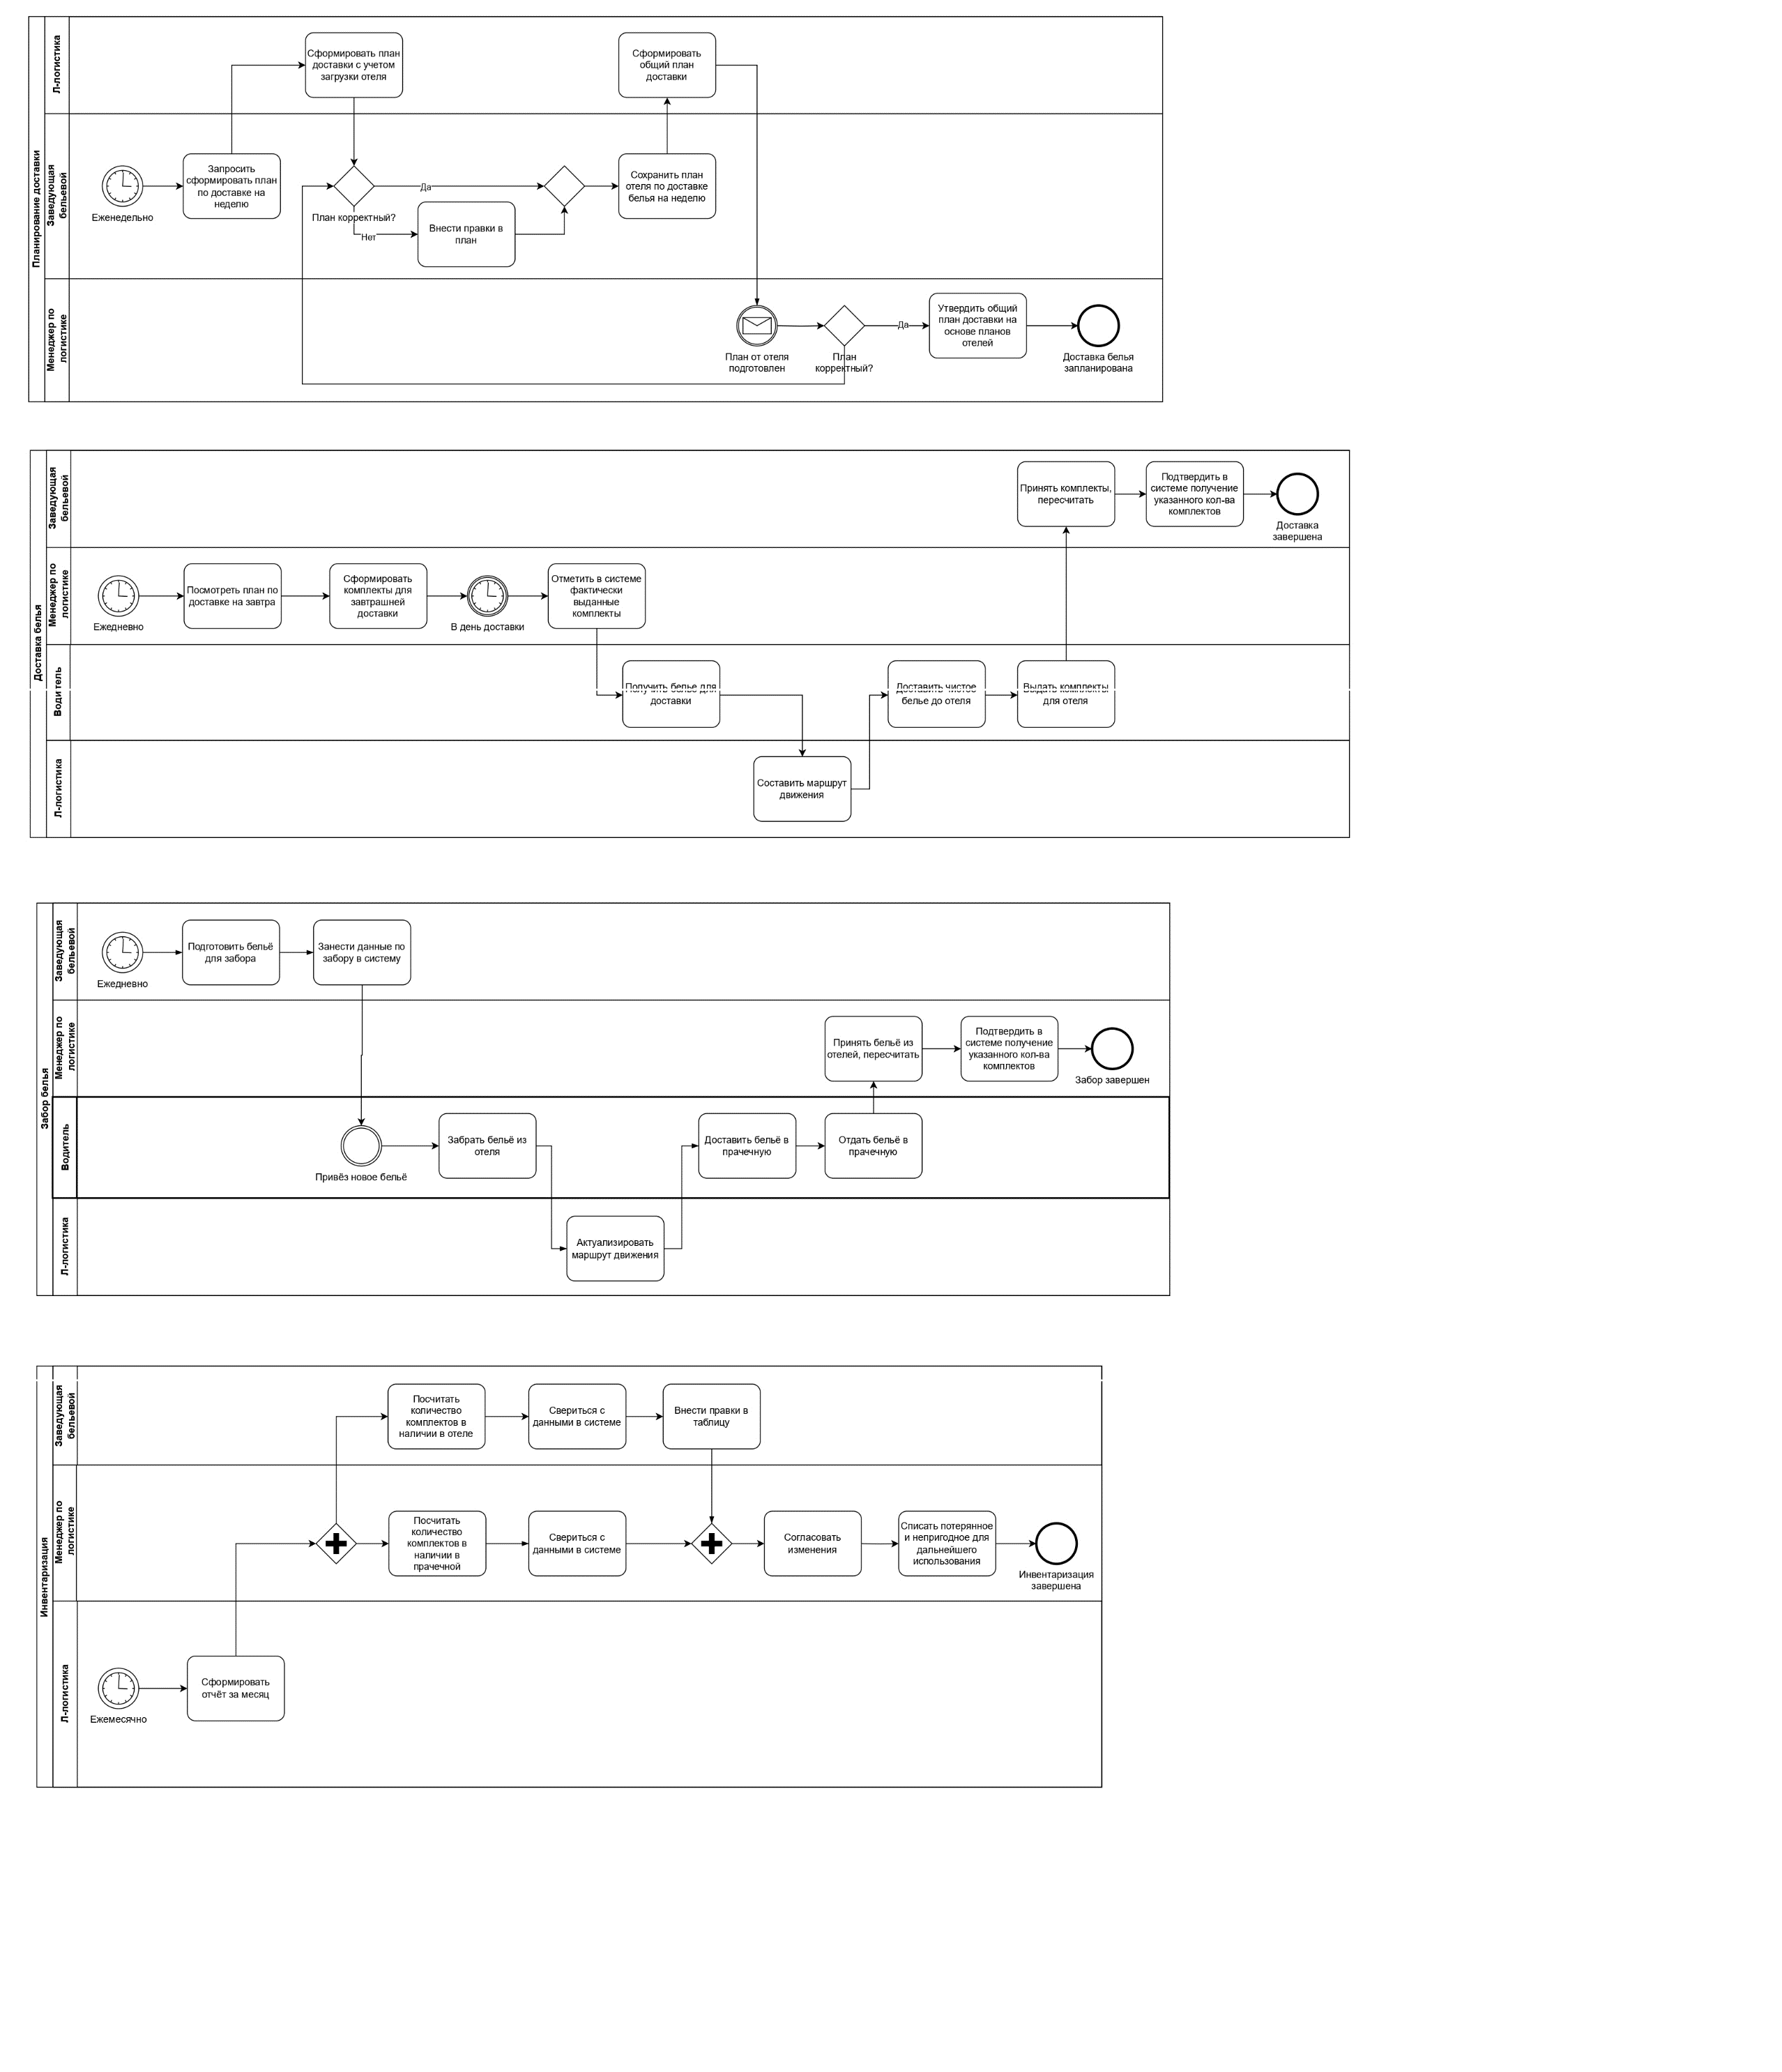 Планирование доставки
Л-логистика
Сформировать план
доставки с учетом
загрузки отеля
Сформировать
общий план
доставки
Заведующая
бельевой
Еженедельно
Запросить
сформировать план
по доставке на
неделю
План корректный?
Да
Нет
Внести правки в
план
Сохранить план
отеля по доставке
белья на неделю
Менеджер по
логистике
План от отеля
подготовлен
План
корректный?
Да
Утвердить общий
план доставки на
основе планов
отелей
Доставка белья
запланирована
Доставка белья
Заведующая
бельевой
Принять комплекты,
пересчитать
Подтвердить в
системе получение
указанного кол-ва
комплектов
Доставка
завершена
Менеджер по
логистике
Ежедневно
Посмотреть план по
доставке на завтра
Сформировать
комплекты для
завтрашней
доставки
В день доставки
Отметить в системе
фактически
выданные
комплекты
Водитель
Получить белье для
доставки
Доставить чистое
белье до отеля
Выдать комплекты
для отеля
Л-логистика
Составить маршрут
движения
Забор белья
Заведующая
бельевой
Ежедневно
Подготовить бельё
для забора
Занести данные по
забору в систему
Менеджер по
логистике
Принять бельё из
отелей, пересчитать
Подтвердить в
системе получение
указанного кол-ва
комплектов
Забор завершен
Водитель
Привёз новое бельё
Забрать бельё из
отеля
Доставить бельё в
прачечную
Отдать бельё в
прачечную
Л-логистика
Актуализировать
маршрут движения
Инвентаризация
Заведующая
бельевой
Посчитать
количество
комплектов в
наличии в отеле
Свериться с
данными в системе
Внести правки в
таблицу
Менеджер по
логистике
Посчитать
количество
комплектов в
наличии в
прачечной
Свериться с
данными в системе
Согласовать
изменения
Списать потерянное
и непригодное для
дальнейшего
использования
Инвентаризация
завершена
Л-логистика
Ежемесячно
Сформировать
отчёт за месяц